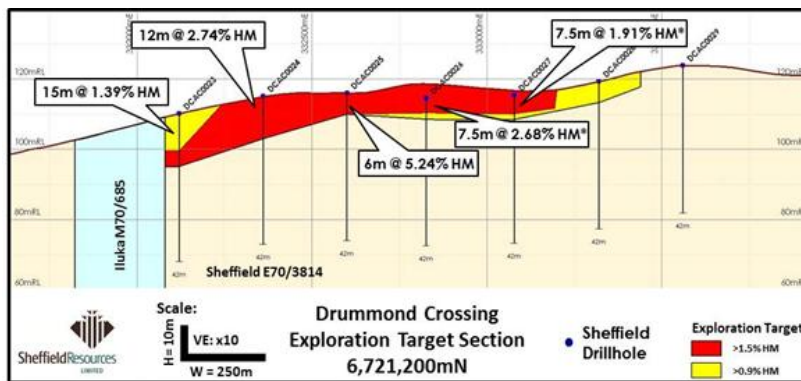 332500mE
333000mE
12m @ 2.74% HM
7.5m @ 1.91% HM*
15m @ 1.39% HM
DCAC0023
DCAC0024
DCAC0025
DCAC0026
DCAC0027
DCAC0028
DCAC0029
120mRL
120mRL
100mRL
100mRL
7.5m @ 2.68% HM*
6m @ 5.24% HM
80mRL
80mRL
Iluka M70/685
42m
42m
42m
42m
42m
42m
42m
Sheffield E70/3814
60mRL
60mRL
Scale:
H = 10m
VE: x10
W = 250m
Drummond Crossing
Exploration Target Section
6,721,200mN
Sheffield
Drillhole
Exploration Target
>1.5% HM
>0.9% HM
SheffieldResources
LIMITED